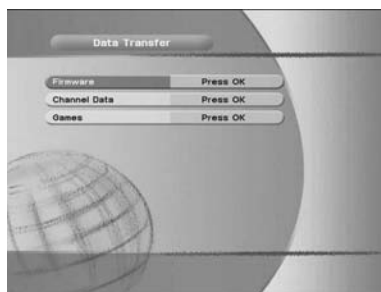 Data Transfer
Firmware Press OK
Channel Data Press OK
Games Press OK